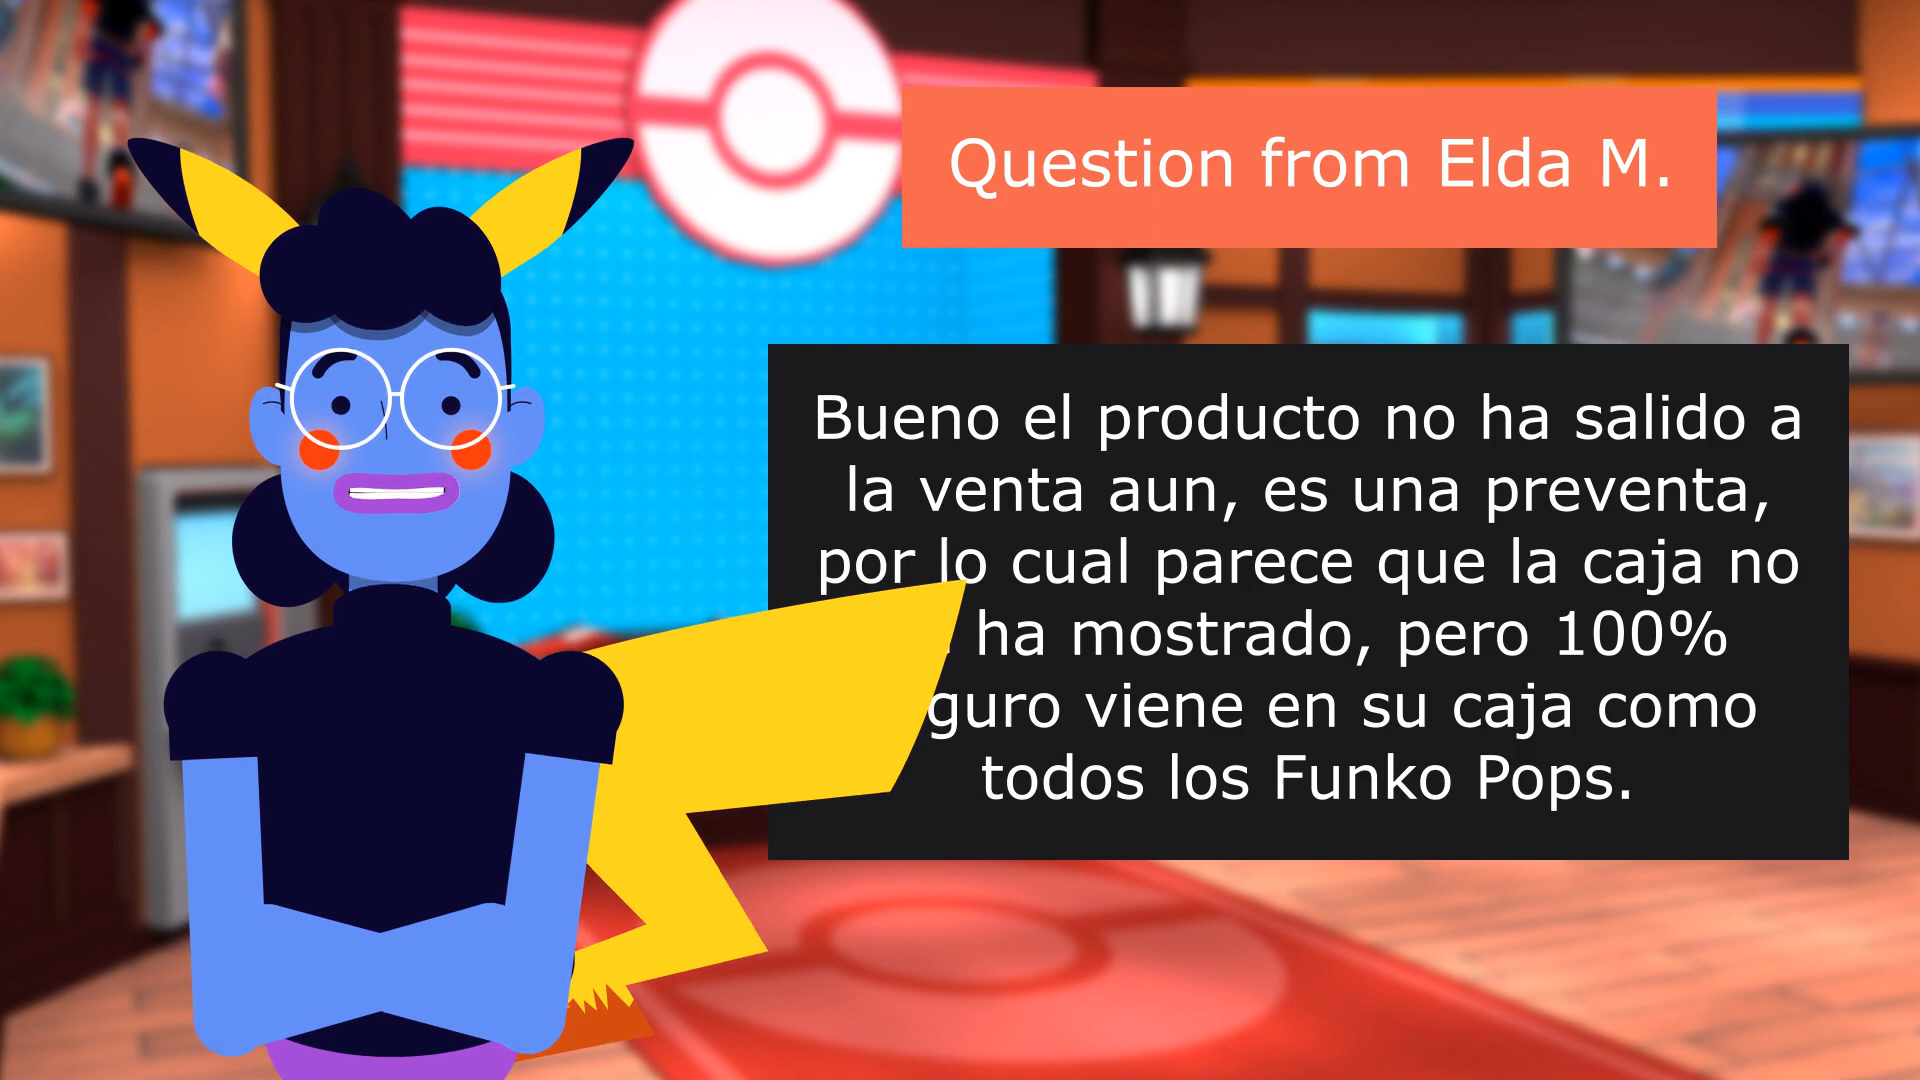 Question from Elda M.
Bueno el producto no ha salido a
la venta aun, es una preventa,
por lo cual parece que la caja no
ha mostrado, pero 100%
viene en su caja como
todos los Funko Pops.